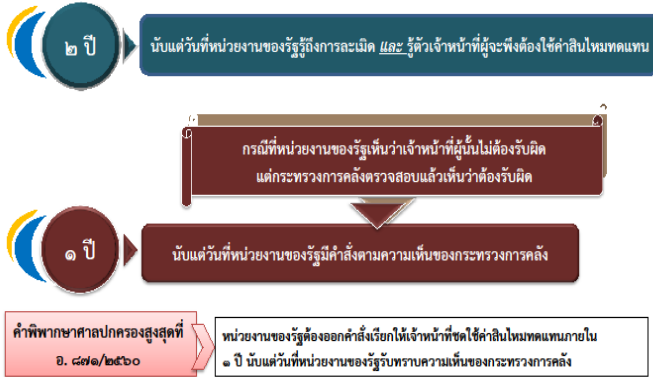 ๒ ปี
นับแต่วันที่หน่วยงานของรัฐรู้ถึงการละเมิด และ รู้ตัวเจ้าหน้าที่ผู้จะพึงต้องใช้ค่าสินไหมทดแทน
กรณีที่หน่วยงานของรัฐเห็นว่าเจ้าหน้าที่ผู้นั้นไม่ต้องรับผิด
แต่กระทรวงการคลังตรวจสอบแล้วเห็นว่าต้องรับผิด
๑ ปี
นับแต่วันที่หน่วยงานของรัฐมีคำสั่งตามความเห็นของกระทรวงการคลัง
คำพิพากษาศาลปกครองสูงสุดที่
อ. ๘๗๑/๒๕๖๐
หน่วยงานของรัฐต้องออกคำสั่งเรียกให้เจ้าหน้าที่ชดใช้ค่าสินไหมทดแทนภายใน
๑ ปี นับแต่วันที่หน่วยงานของรัฐรับทราบความเห็นของกระทรวงการคลัง